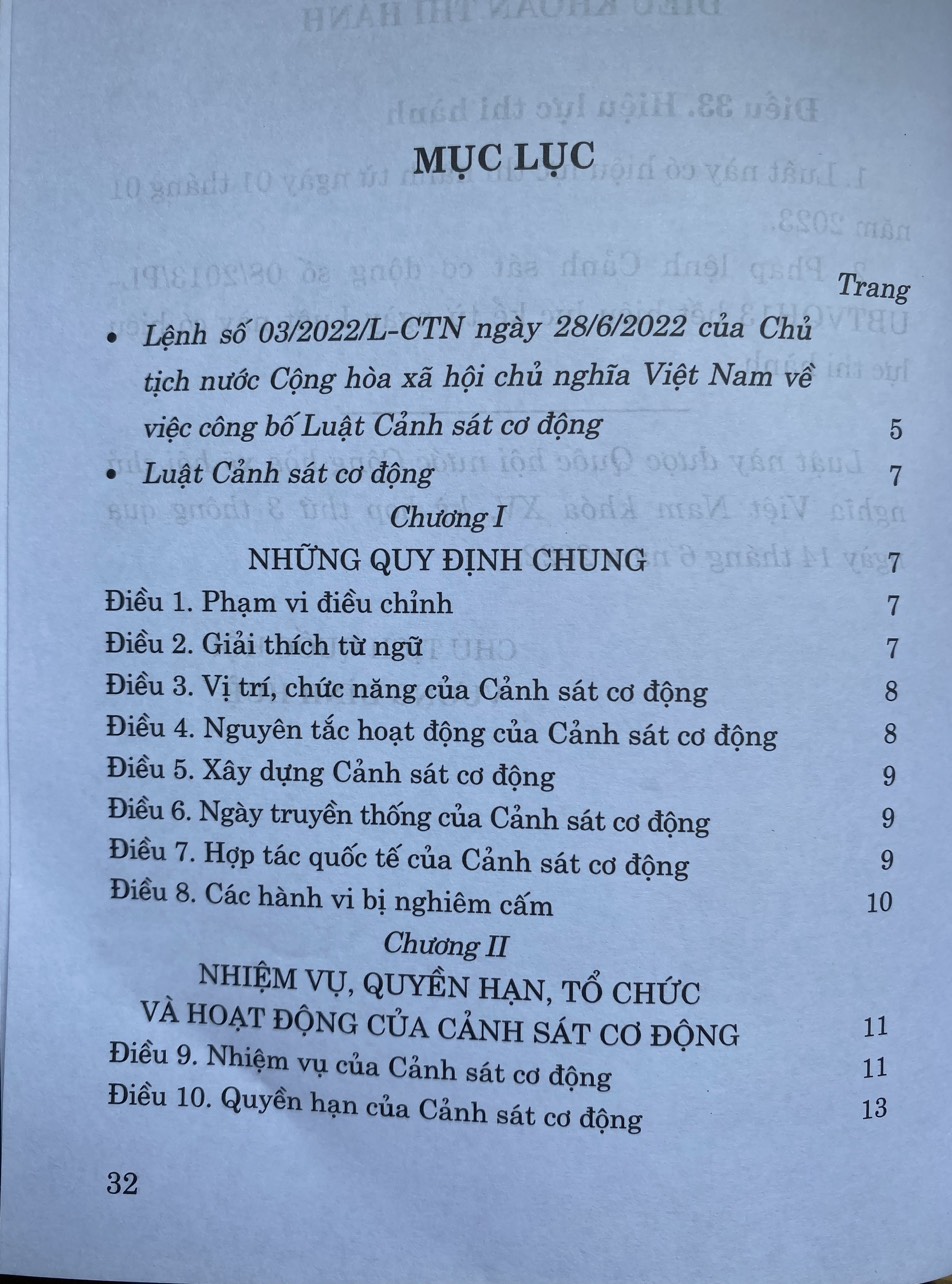 MỤC LỤC
Trang
• Lệnh số 03/2022/L-CTN ngày 28/6/2022 của Chủ
tịch nước Cộng hòa xã hội chủ nghĩa Việt Nam về
việc công bố Luật Cảnh sát cơ động 5
• Luật Cảnh sát cơ động 7
Chương I
NHỮNG QUY ĐỊNH CHUNG 7
Điều 1. Phạm vi điều chỉnh 7
Điều 2. Giải thích từ ngữ 7
Điều 3. Vị trí, chức năng của Cảnh sát cơ động 8
Điều 4. Nguyên tắc hoạt động của Cảnh sát cơ động 8
Điều 5. Xây dựng Cảnh sát cơ động 9
Điều 6. Ngày truyền thống của Cảnh sát cơ động 9
Điều 7. Hợp tác quốc tế của Cảnh sát cơ động 9
Điều 8. Các hành vi bị nghiêm cấm 10
Chương II
NHIỆM VỤ, QUYỀN HẠN, TỔ CHỨC
VÀ HOẠT ĐỘNG CỦA CẢNH SÁT CƠ ĐỘNG 11
Điều 9. Nhiệm vụ của Cảnh sát cơ động 11
Điều 10. Quyền hạn của Cảnh sát cơ động 13
32